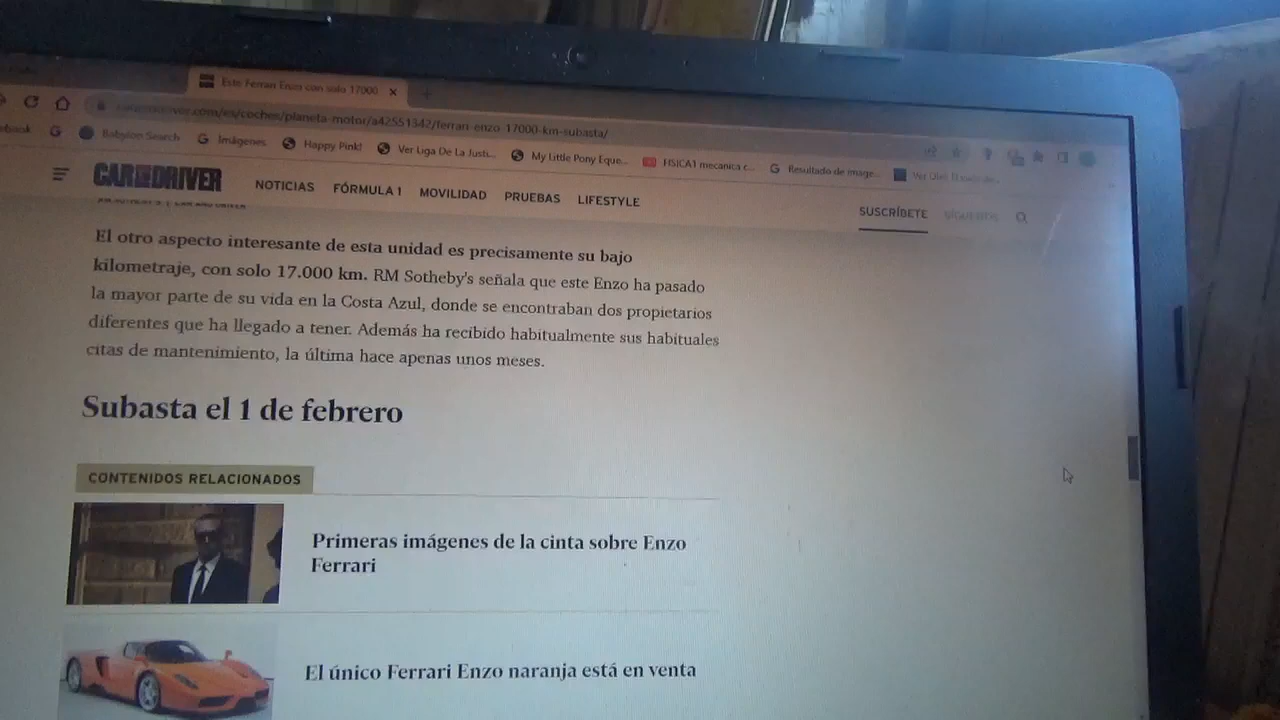 Este Ferrari Enzo con solo 17000
caranddriver.com/es/coches/planeta-motor/a42551342/ferrari-enzo-17000-km-subasta/
ebook
Babylon Search
Imágenes
Happy Pink!
Ver Liga De La Justi...
My Little Pony Eque...
FISICA1 mecanica c...
Resultado de image...
CAR AND DRIVER
NOTICIAS
FÓRMULA 1
MOVILIDAD
PRUEBAS
LIFESTYLE
SUSCRÍBETE
SÍGUENOS
El otro aspecto interesante de esta unidad es precisamente su bajo
kilometraje, con solo 17.000 km. RM Sotheby's señala que este Enzo ha pasado
la mayor parte de su vida en la Costa Azul, donde se encontraban dos propietarios
diferentes que ha llegado a tener. Además ha recibido habitualmente sus habituales
citas de mantenimiento, la última hace apenas unos meses.
Subasta el 1 de febrero
CONTENIDOS RELACIONADOS
Primeras imágenes de la cinta sobre Enzo
Ferrari
El único Ferrari Enzo naranja está en venta